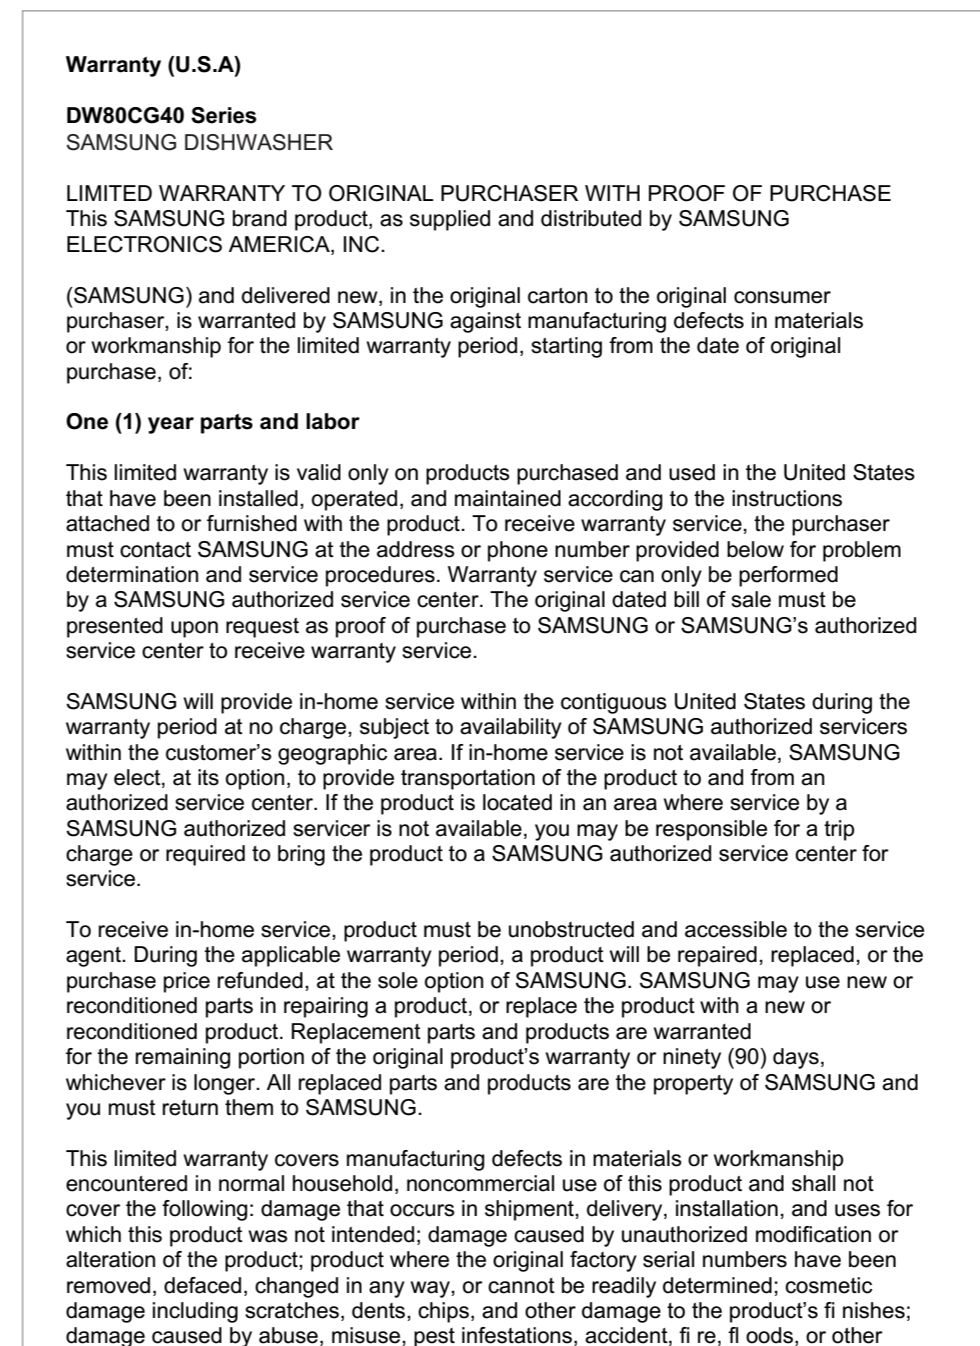 Warranty (U.S.A)
DW80CG40 Series
SAMSUNG DISHWASHER
LIMITED WARRANTY TO ORIGINAL PURCHASER WITH PROOF OF PURCHASE
This SAMSUNG brand product, as supplied and distributed by SAMSUNG
ELECTRONICS AMERICA, INC.
(SAMSUNG) and delivered new, in the original carton to the original consumer
purchaser, is warranted by SAMSUNG against manufacturing defects in materials
or workmanship for the limited warranty period, starting from the date of original
purchase, of:
One (1) year parts and labor
This limited warranty is valid only on products purchased and used in the United States
that have been installed, operated, and maintained according to the instructions
attached to or furnished with the product. To receive warranty service, the purchaser
must contact SAMSUNG at the address or phone number provided below for problem
determination and service procedures. Warranty service can only be performed
by a SAMSUNG authorized service center. The original dated bill of sale must be
presented upon request as proof of purchase to SAMSUNG or SAMSUNG's authorized
service center to receive warranty service.
SAMSUNG will provide in-home service within the contiguous United States during the
warranty period at no charge, subject to availability of SAMSUNG authorized servicers
within the customer's geographic area. If in-home service is not available, SAMSUNG
may elect, at its option, to provide transportation of the product to and from an
authorized service center. If the product is located in an area where service by a
SAMSUNG authorized servicer is not available, you may be responsible for a trip
charge or required to bring the product to a SAMSUNG authorized service center for
service.
To receive in-home service, product must be unobstructed and accessible to the service
agent. During the applicable warranty period, a product will be repaired, replaced, or the
purchase price refunded, at the sole option of SAMSUNG. SAMSUNG may use new or
reconditioned parts in repairing a product, or replace the product with a new or
reconditioned product. Replacement parts and products are warranted
for the remaining portion of the original product's warranty or ninety (90) days,
whichever is longer. All replaced parts and products are the property of SAMSUNG and
you must return them to SAMSUNG.
This limited warranty covers manufacturing defects in materials or workmanship
encountered in normal household, noncommercial use of this product and shall not
cover the following: damage that occurs in shipment, delivery, installation, and uses for
which this product was not intended; damage caused by unauthorized modification or
alteration of the product; product where the original factory serial numbers have been
removed, defaced, changed in any way, or cannot be readily determined; cosmetic
damage including scratches, dents, chips, and other damage to the product's fi nishes;
damage caused by abuse, misuse, pest infestations, accident, fi re, fl oods, or other